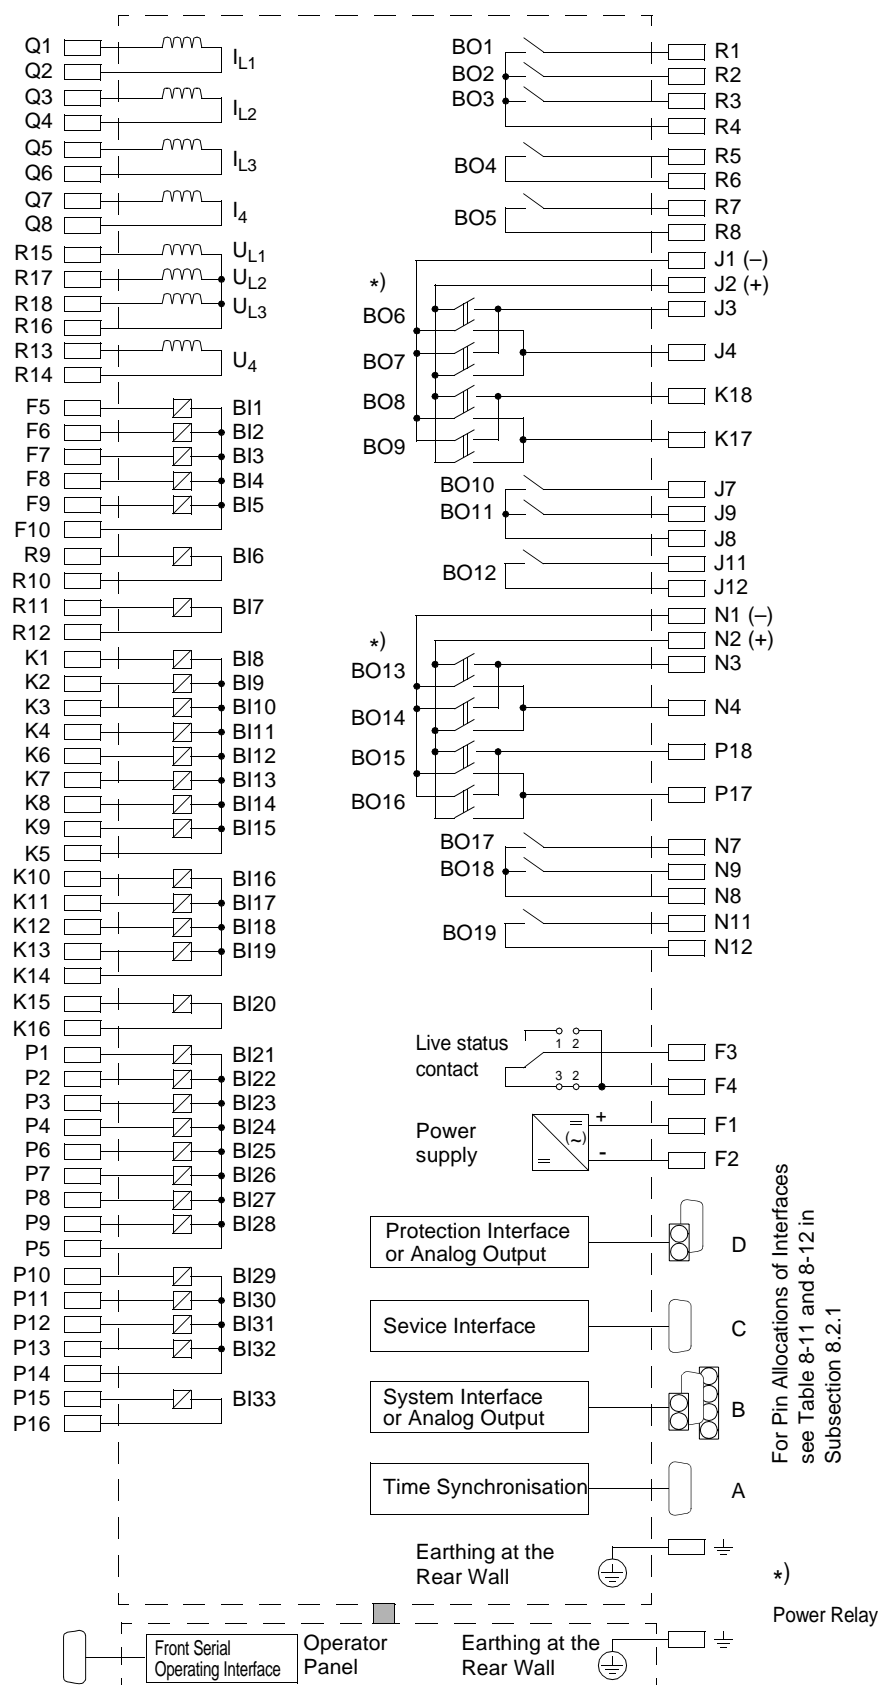 Q1
Q2
I L1
Q3
Q4
I L2
Q5
Q6
I L3
Q7
Q8
I 4
R15 U L1
R17 U L2
R18 U L3
R16
R13
R14
U 4
F5 BI1
F6 BI2
F7 BI3
F8 BI4
F9 BI5
F10
R9 BI6
R10
R11 BI7
R12
K1 BI8
K2 BI9
K3 BI10
K4 BI11
K6 BI12
K7 BI13
K8 BI14
K9 BI15
K5
K10 BI16
K11 BI17
K12 BI18
K13 BI19
K14
K15 BI20
K16
P1 BI21
P2 BI22
P3 BI23
P4 BI24
P6 BI25
P7 BI26
P8 BI27
P9 BI28
P5
P10 BI29
P11 BI30
P12 BI31
P13 BI32
P14
P15 BI33
P16
BO1 R1
BO2 R2
BO3 R3
R4
BO4 R5
R6
BO5 R7
R8
J1 (–)
*) J2 (+)
BO6 J3
BO7 J4
BO8 K18
BO9 K17
BO10 J7
BO11 J9
J8
BO12 J11
J12
N1 (–)
*) N2 (+)
BO13 N3
BO14 N4
BO15 P18
BO16 P17
BO17 N7
BO18 N9
N8
BO19 N11
N12
Live status
contact
1 2
3 2
F3
F4
Power
supply
= (~) =
+ F1
- F2
Protection Interface
or Analog Output
D
Sevice Interface
C
System Interface
or Analog Output
B
Time Synchronisation
A
For Pin Allocations of Interfaces
see Table 8-11 and 8-12 in
Subsection 8.2.1
Earthing at the
Rear Wall
*)
Power Relay
Front Serial
Operating Interface
Operator
Panel
Earthing at the
Rear Wall